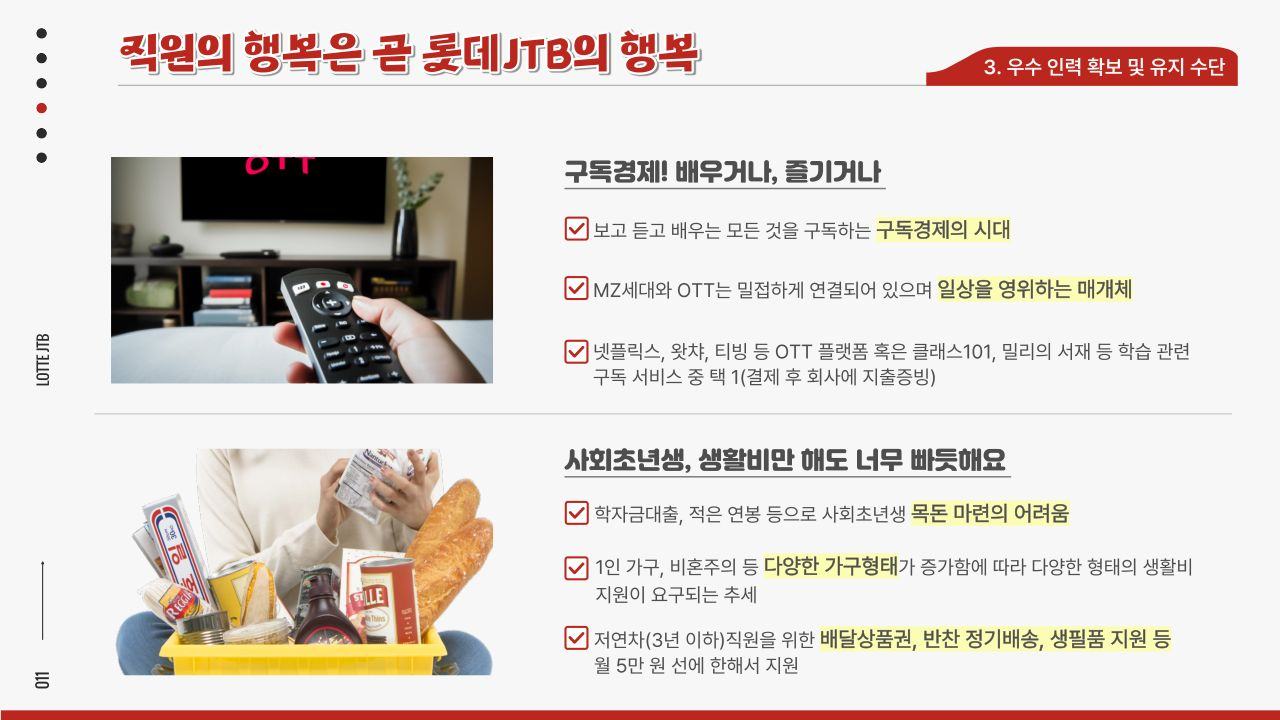 직원의 행복은 곧 롯데JTB의 행복
3. 우수 인력 확보 및 유지 수단
OTT
구독경제! 배우거나, 즐기거나
보고 듣고 배우는 모든 것을 구독하는 구독경제의 시대
MZ세대와 OTT는 밀접하게 연결되어 있으며 일상을 영위하는 매개체
넷플릭스, 왓챠, 티빙 등 OTT 플랫폼 혹은 클래스101, 밀리의 서재 등 학습 관련
구독 서비스 중 택 1(결제 후 회사에 지출증빙)
LOTTE JTB
사회초년생, 생활비만 해도 너무 빠듯해요
학자금대출, 적은 연봉 등으로 사회초년생 목돈 마련의 어려움
1인 가구, 비혼주의 등 다양한 가구형태가 증가함에 따라 다양한 형태의 생활비
지원이 요구되는 추세
저연차(3년 이하)직원을 위한 배달상품권, 반찬 정기배송, 생필품 지원 등
월 5만 원 선에 한해서 지원
011